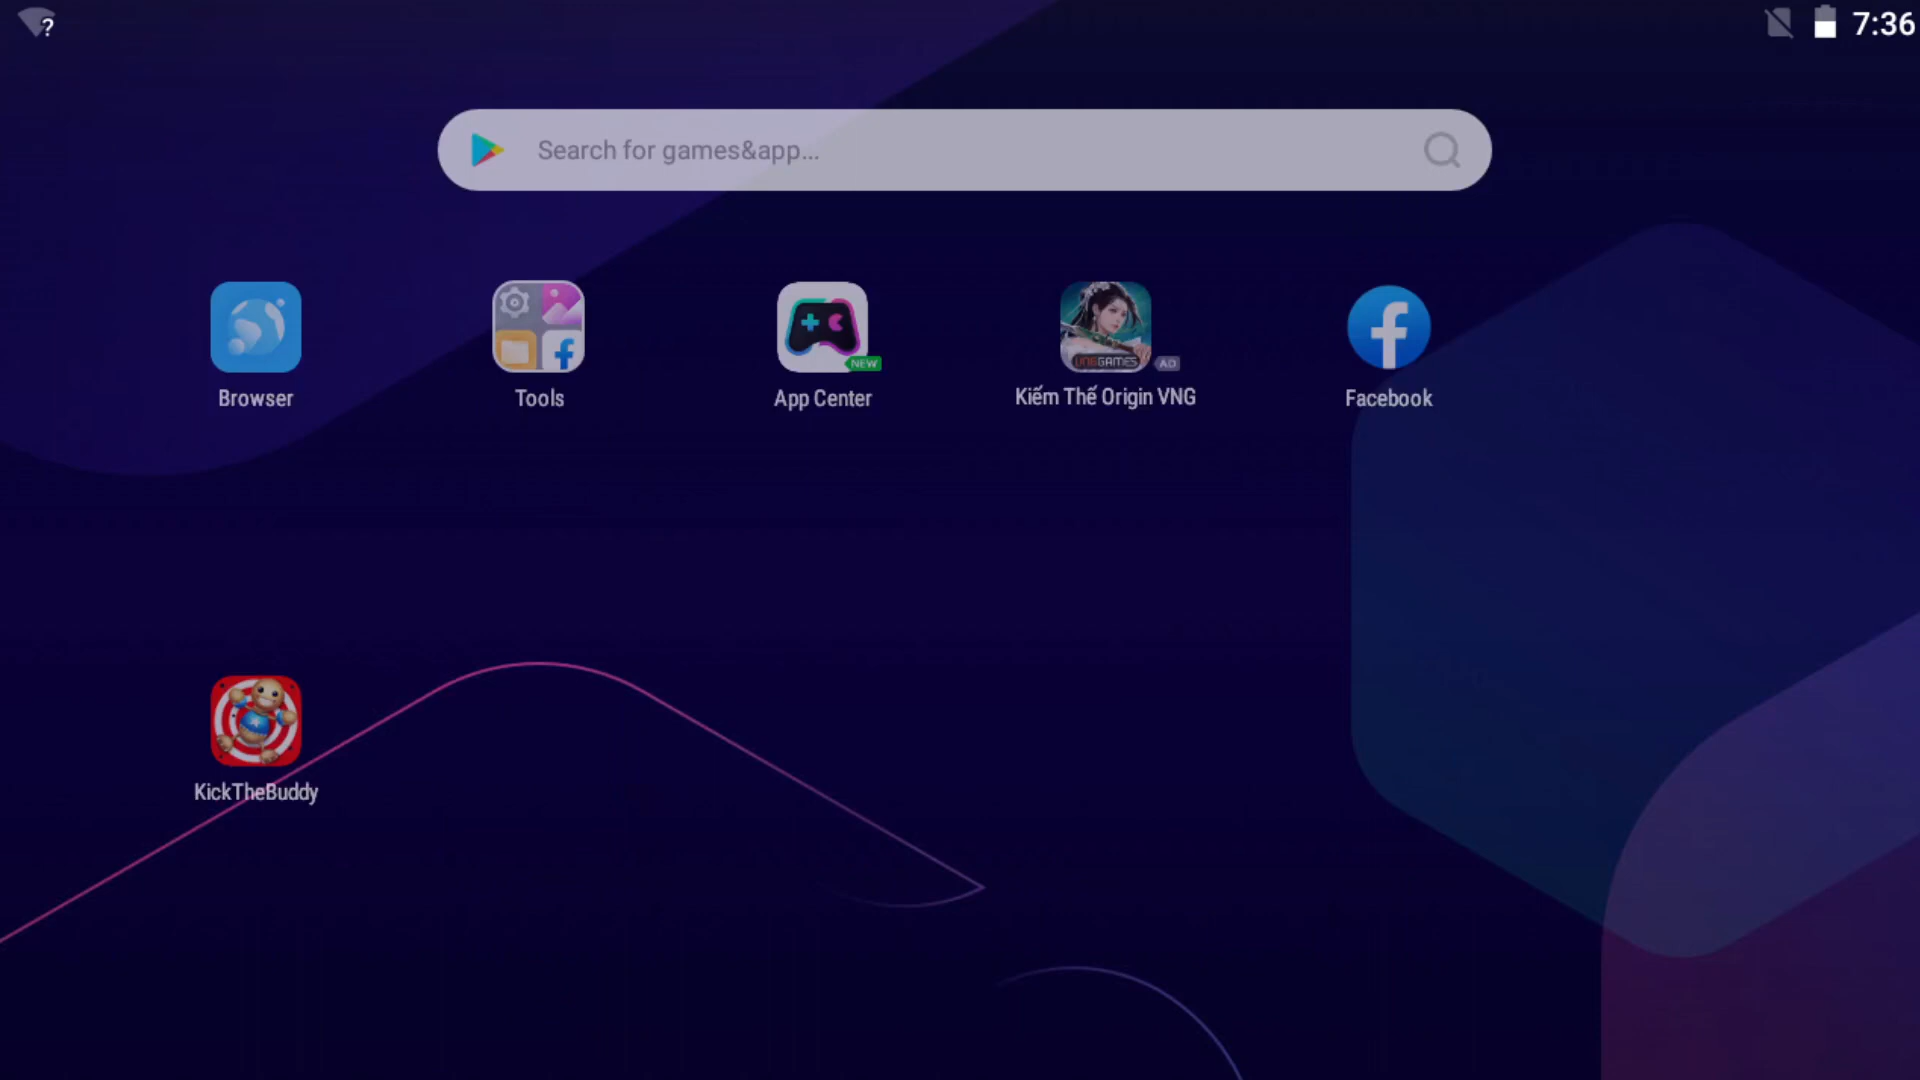 ?
7:36
Search for games&app...
NEW
VNGGAMES
AD
Browser
Tools
App Center
Kiếm Thế Origin VNG
Facebook
KickTheBuddy